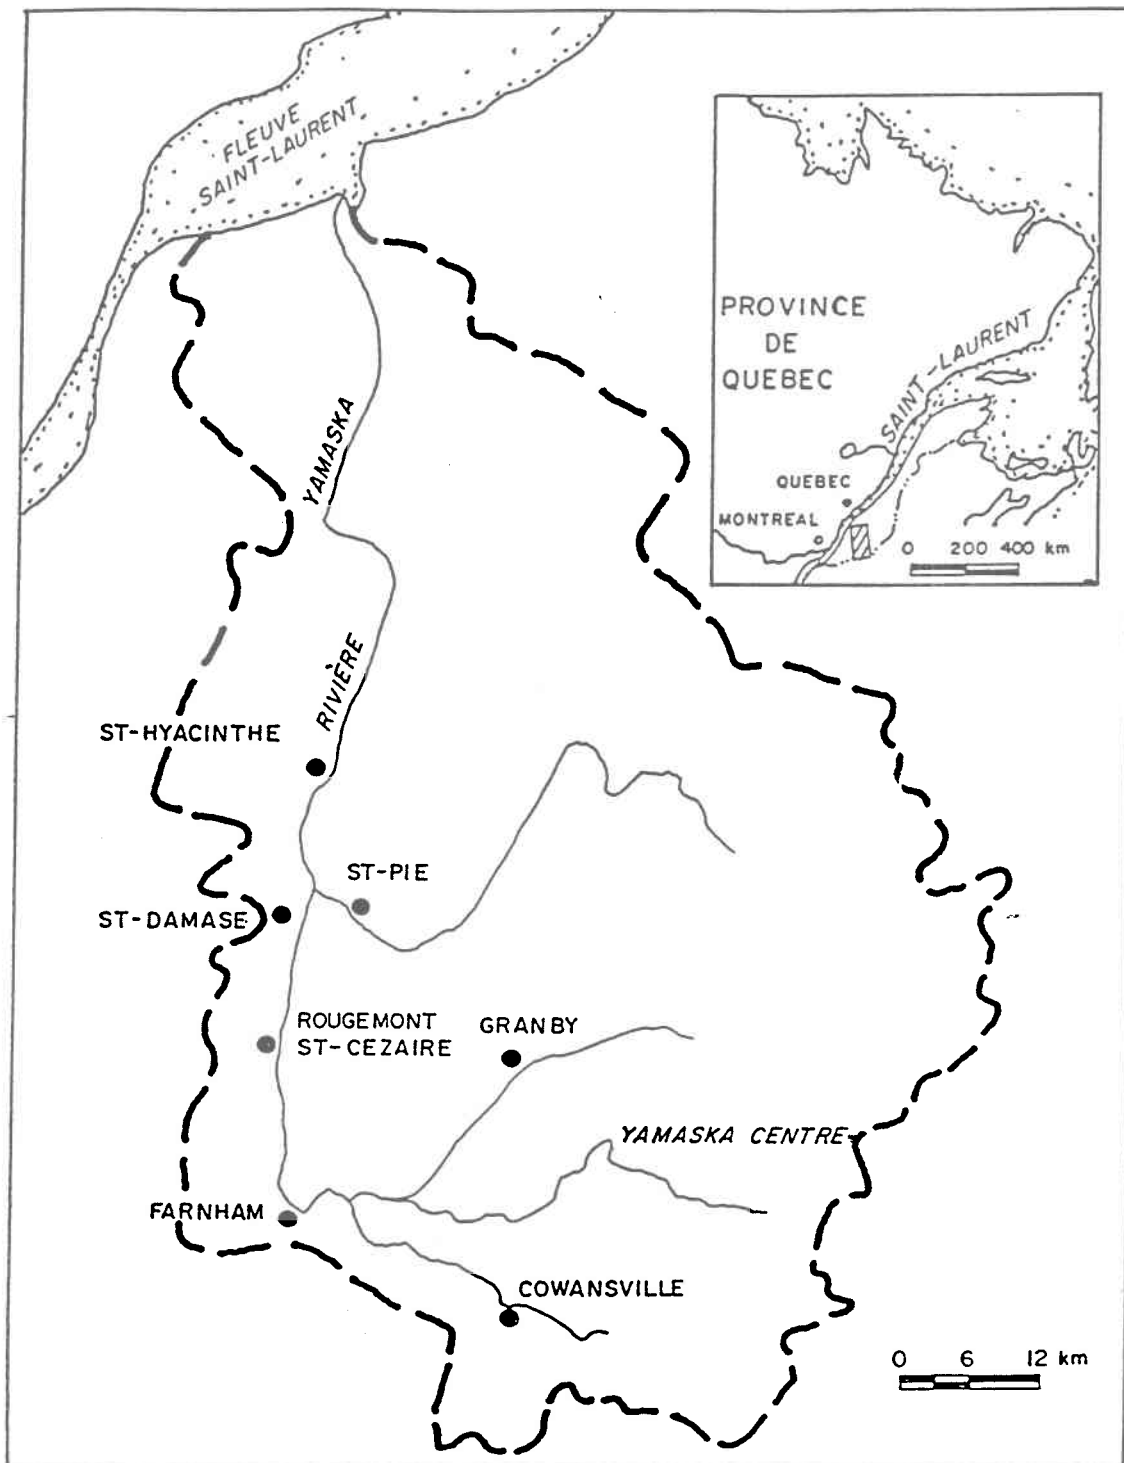 FLEUVE
SAINT-LAURENT
PROVINCE
DE
QUEBEC
SAINT-LAURENT
QUEBEC
MONTREAL
0 200 400 km
YAMASKA
RIVIÈRE
ST-HYACINTHE
ST-PIE
ST-DAMASE
ROUGEMONT
ST-CEZAIRE
GRANBY
YAMASKA CENTRE
FARNHAM
COWANSVILLE
0 6 12 km